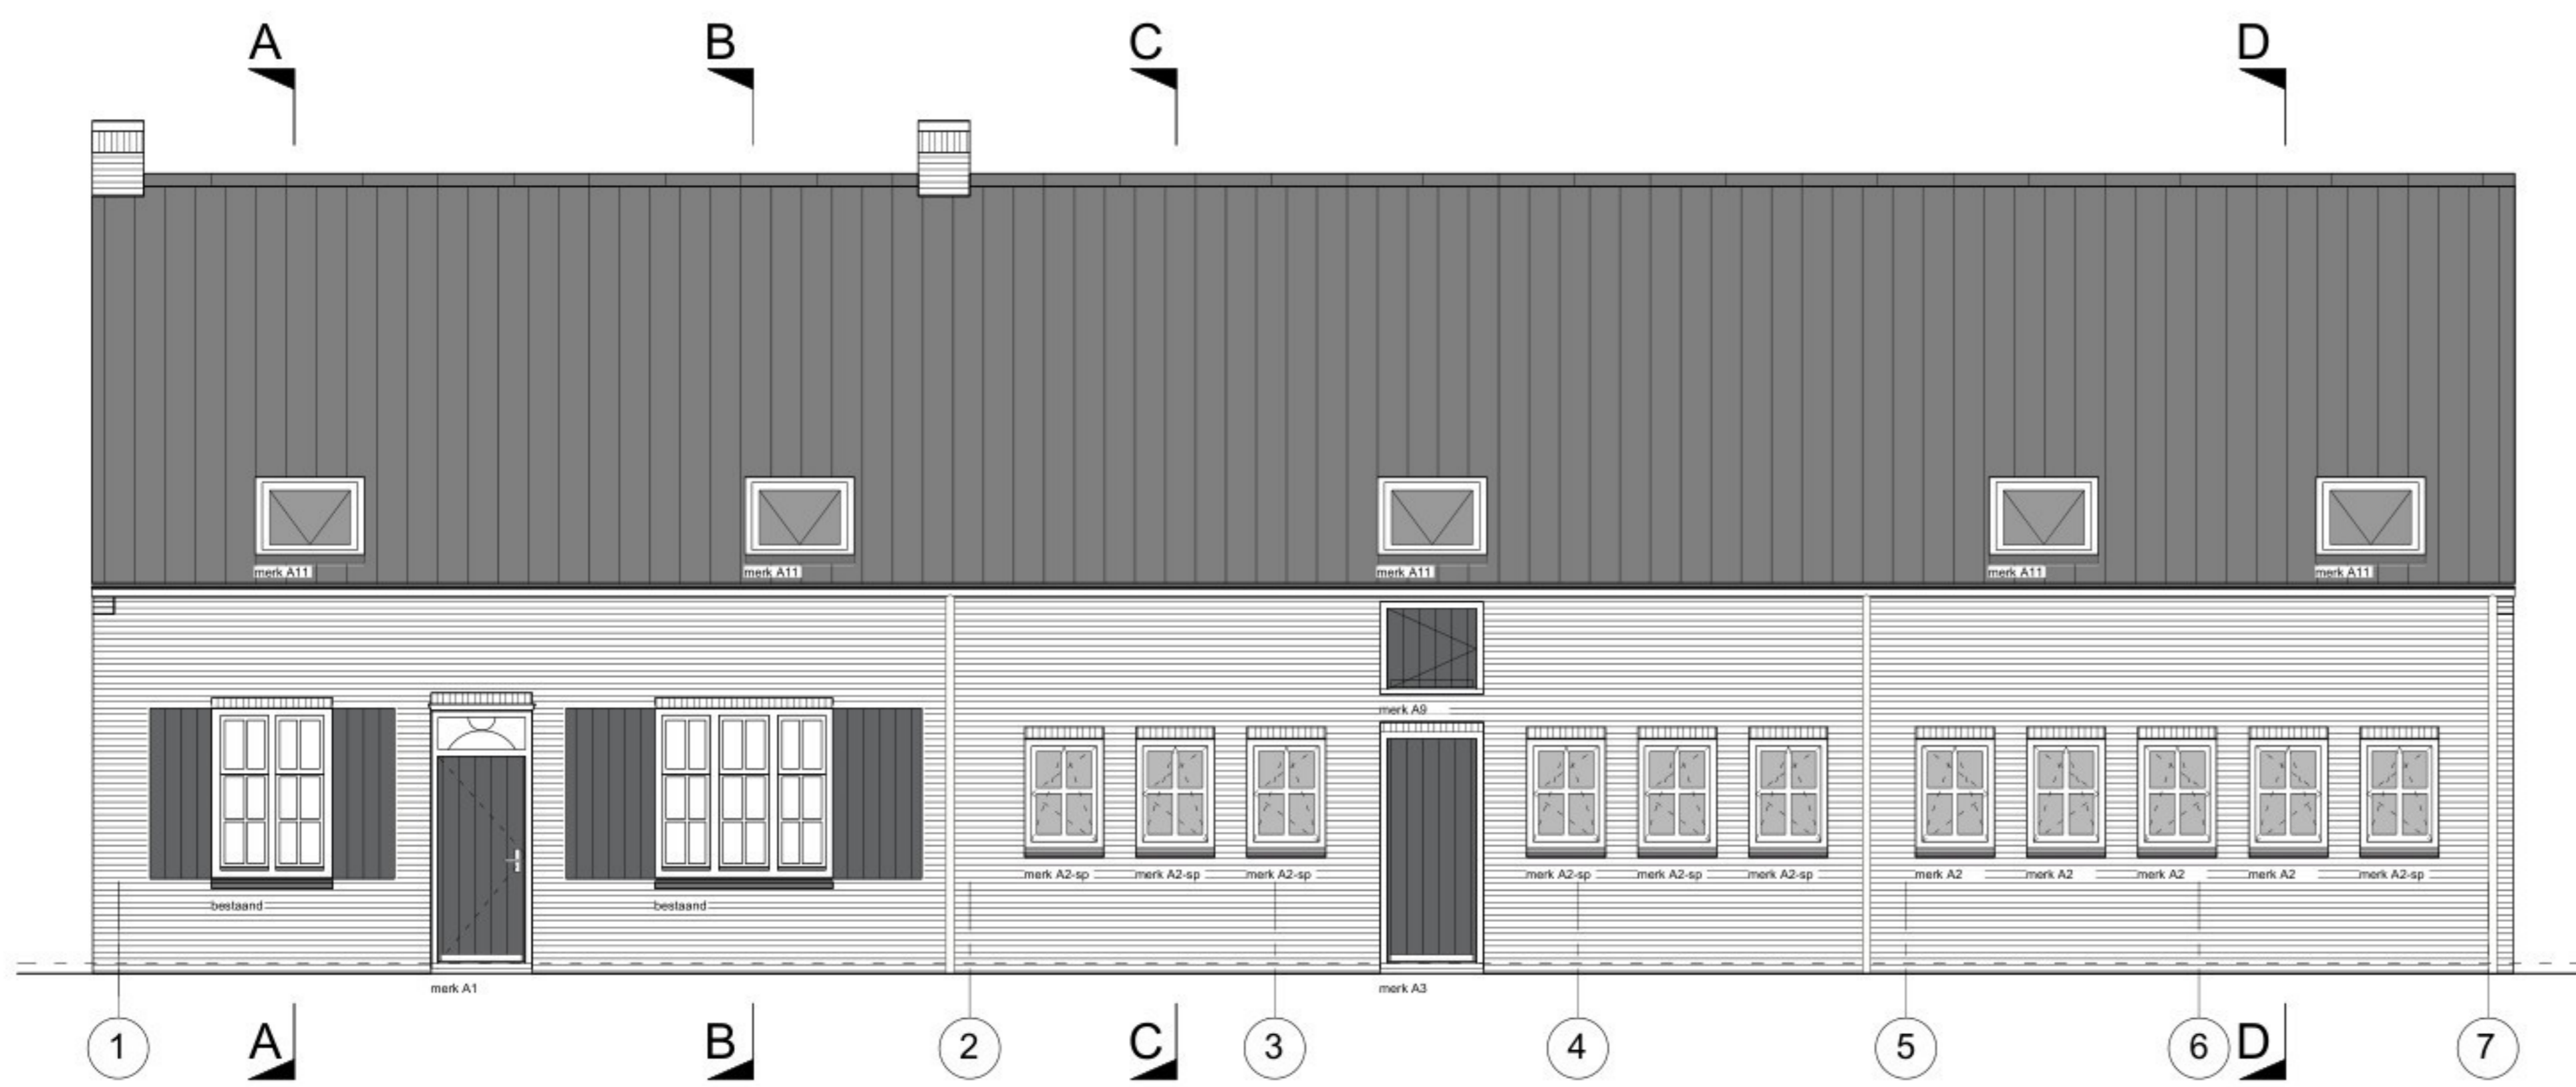 A B C D
merk A11 merk A11 merk A11 merk A11 merk A11
merk A9
merk A2-sp merk A2-sp merk A2-sp merk A2-sp merk A2-sp merk A2-sp merk A2 merk A2 merk A2 merk A2 merk A2-sp
bestaand bestaand
merk A1 merk A3
1 A B 2 C 3 4 5 6 D 7